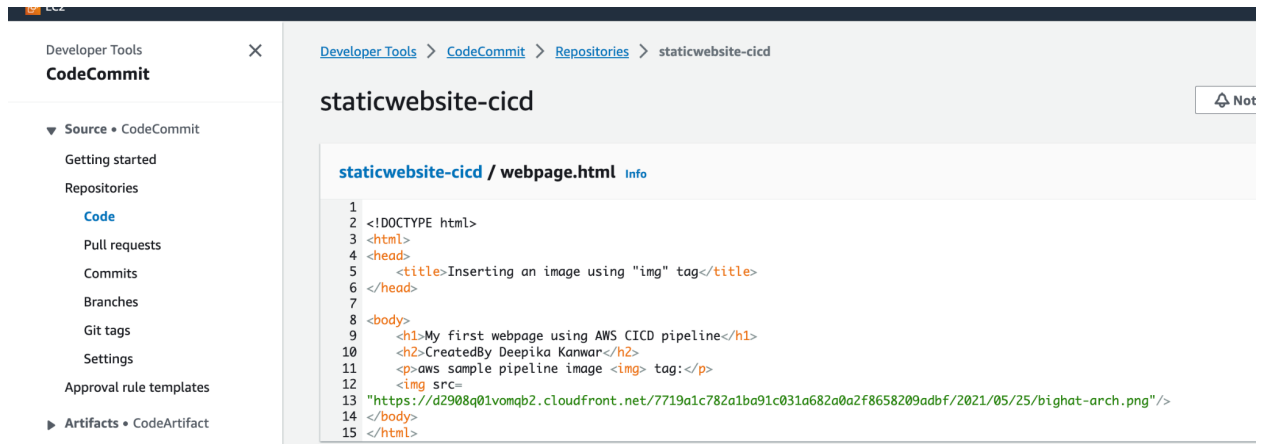 EC2
Developer Tools
CodeCommit
Source • CodeCommit
Getting started
Repositories
Code
Pull requests
Commits
Branches
Git tags
Settings
Approval rule templates
Artifacts • CodeArtifact
Developer Tools > CodeCommit > Repositories > staticwebsite-cicd
staticwebsite-cicd
staticwebsite-cicd / webpage.html Info
1
2 <!DOCTYPE html>
3 <html>
4 <head>
5     <title>Inserting an image using "img" tag</title>
6 </head>
7
8 <body>
9     <h1>My first webpage using AWS CICD pipeline</h1>
10     <h2>CreatedBy Deepika Kanwar</h2>
11     <p>aws sample pipeline image <img> tag:</p>
12     <img src=
13 "https://d2908q01vomqb2.cloudfront.net/7719a1c782a1ba91c031a682a0a2f8658209adbf/2021/05/25/bighat-arch.png"/>
14 </body>
15 </html>